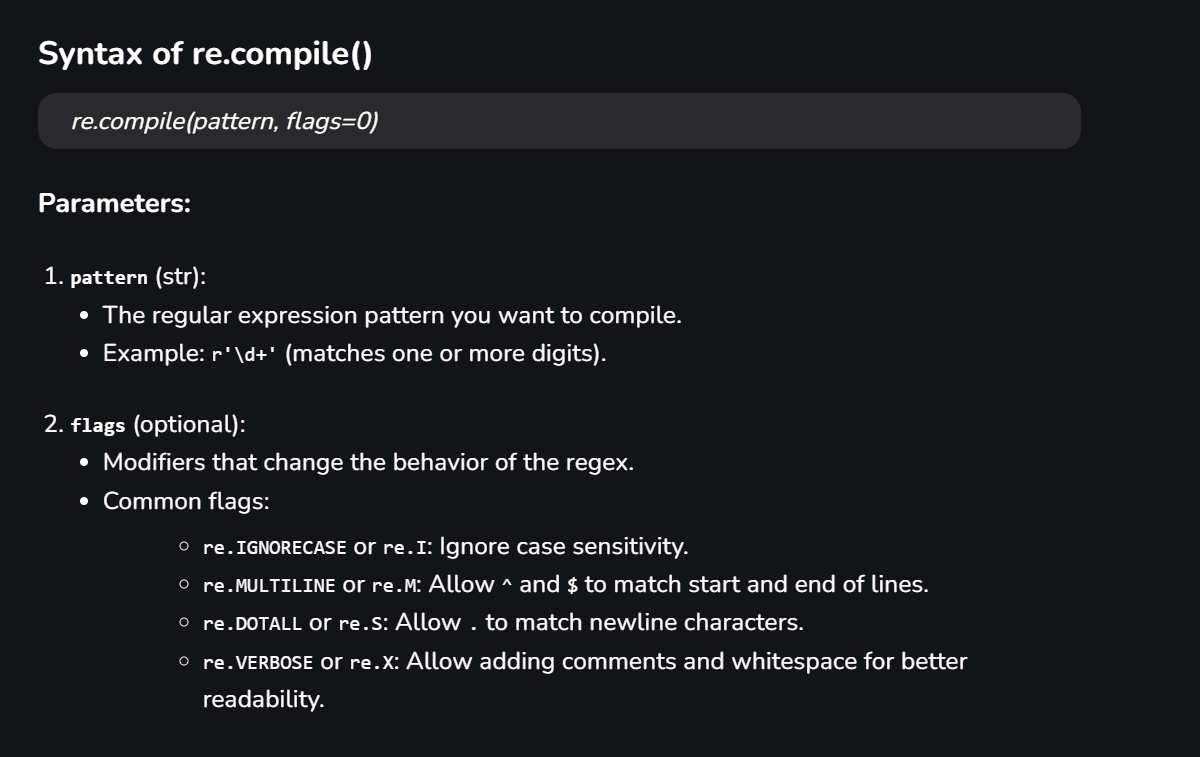 Syntax of re.compile()
re.compile(pattern, flags=0)
Parameters:
1. pattern (str):
• The regular expression pattern you want to compile.
• Example: r'\d+' (matches one or more digits).
2. flags (optional):
• Modifiers that change the behavior of the regex.
• Common flags:
○ re.IGNORECASE or re.I: Ignore case sensitivity.
○ re.MULTILINE or re.M: Allow ^ and $ to match start and end of lines.
○ re.DOTALL or re.S: Allow . to match newline characters.
○ re.VERBOSE or re.X: Allow adding comments and whitespace for better
readability.